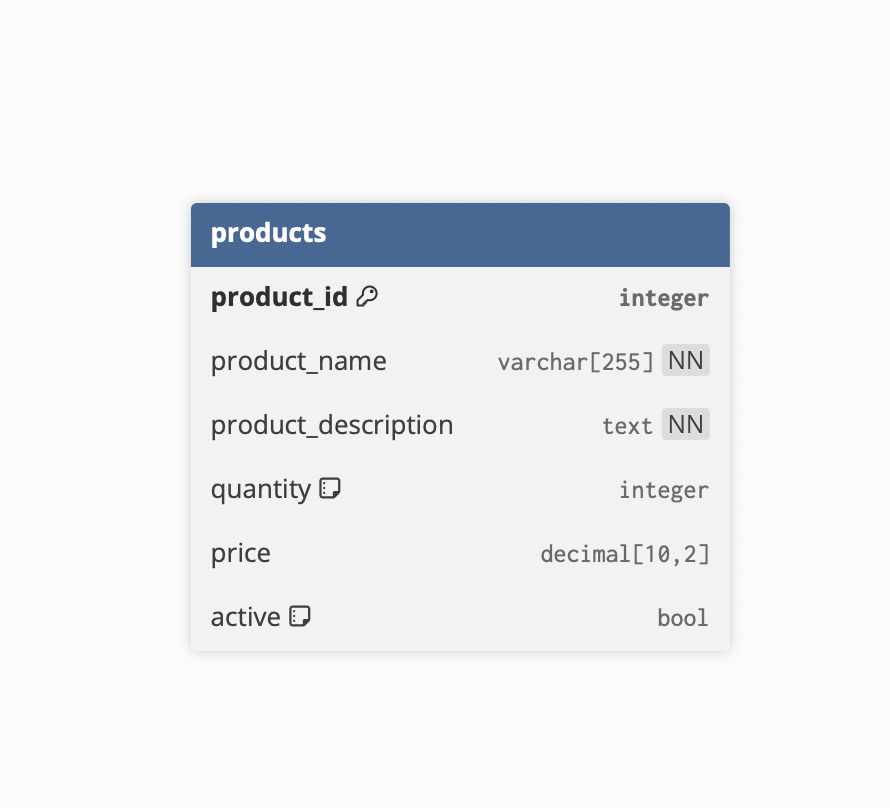 products
product_id integer
product_name varchar[255] NN
product_description text NN
quantity integer
price decimal[10,2]
active bool